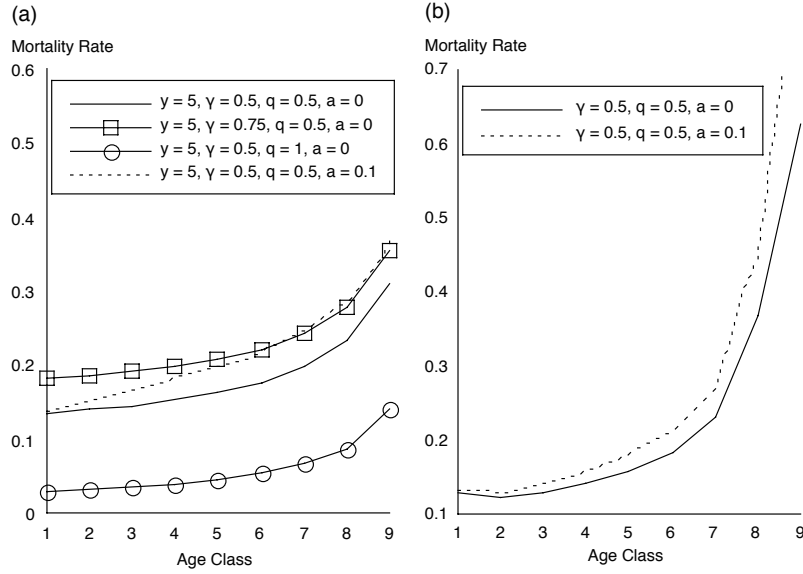 (a)
Mortality Rate
0.6
0.5
0.4
0.3
0.2
0.1
0
y = 5, γ = 0.5, q = 0.5, a = 0
y = 5, γ = 0.75, q = 0.5, a = 0
y = 5, γ = 0.5, q = 1, a = 0
y = 5, γ = 0.5, q = 0.5, a = 0.1
1 2 3 4 5 6 7 8 9
Age Class
(b)
Mortality Rate
0.7
0.6
0.5
0.4
0.3
0.2
0.1
γ = 0.5, q = 0.5, a = 0
γ = 0.5, q = 0.5, a = 0.1
1 2 3 4 5 6 7 8 9
Age Class